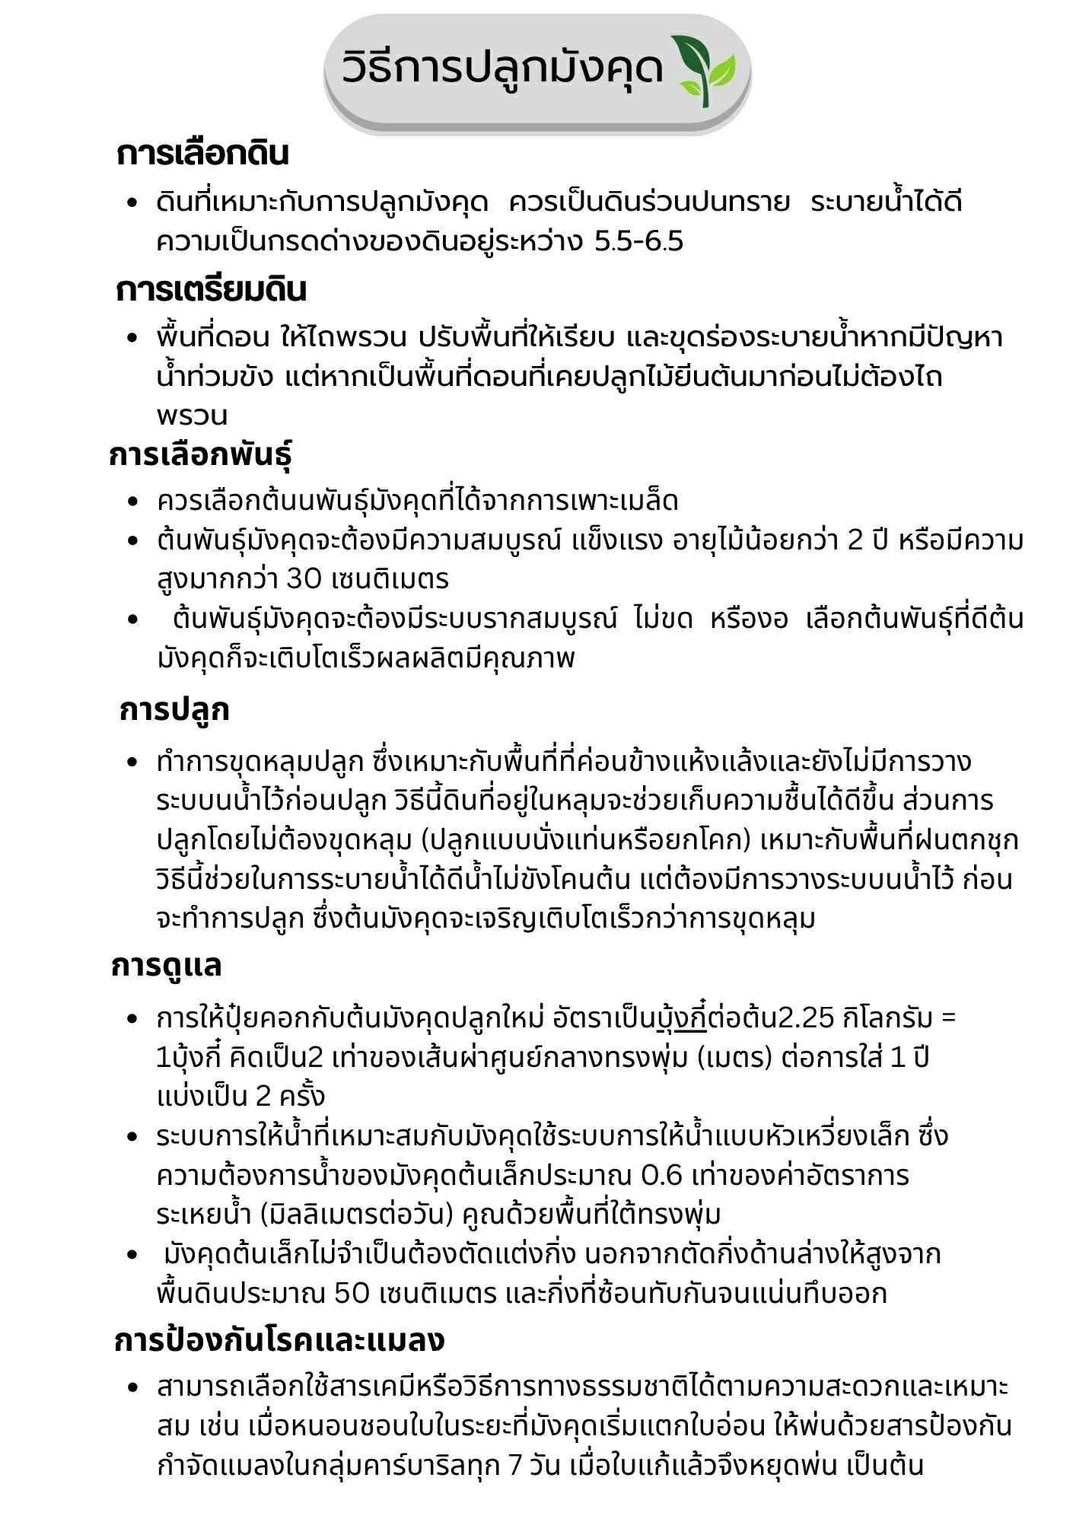 วิธีการปลูกมังคุด
การเลือกดิน
• ดินที่เหมาะกับการปลูกมังคุด ควรเป็นดินร่วนปนทราย ระบายน้ำได้ดี
ความเป็นกรดด่างของดินอยู่ระหว่าง 5.5-6.5
การเตรียมดิน
• พื้นที่ดอน ให้ไถพรวน ปรับพื้นที่ให้เรียบ และขุดร่องระบายน้ำหากมีปัญหา
น้ำท่วมขัง แต่หากเป็นพื้นที่ดอนที่เคยปลูกไม้ยืนต้นมาก่อนไม่ต้องไถ
พรวน
การเลือกพันธุ์
• ควรเลือกต้นนพันธุ์มังคุดที่ได้จากการเพาะเมล็ด
• ต้นพันธุ์มังคุดจะต้องมีความสมบูรณ์ แข็งแรง อายุไม้น้อยกว่า 2 ปี หรือมีความ
สูงมากกว่า 30 เซนติเมตร
• ต้นพันธุ์มังคุดจะต้องมีระบบรากสมบูรณ์ ไม่ขด หรืองอ เลือกต้นพันธุ์ที่ดีต้น
มังคุดก็จะเติบโตเร็วผลผลิตมีคุณภาพ
การปลูก
• ทำการขุดหลุมปลูก ซึ่งเหมาะกับพื้นที่ที่ค่อนข้างแห้งแล้งและยังไม่มีการวาง
ระบบนน้ำไว้ก่อนปลูก วิธีนี้ดินที่อยู่ในหลุมจะช่วยเก็บความชื้นได้ดีขึ้น ส่วนการ
ปลูกโดยไม่ต้องขุดหลุม (ปลูกแบบนั่งแท่นหรือยกโคก) เหมาะกับพื้นที่ฝนตกชุก
วิธีนี้ช่วยในการระบายน้ำได้ดีน้ำไม่ขังโคนต้น แต่ต้องมีการวางระบบนน้ำไว้ ก่อน
จะทำการปลูก ซึ่งต้นมังคุดจะเจริญเติบโตเร็วกว่าการขุดหลุม
การดูแล
• การให้ปุ๋ยคอกกับต้นมังคุดปลูกใหม่ อัตราเป็นบุ้งกี๋ต่อต้น2.25 กิโลกรัม =
1บุ้งกี๋ คิดเป็น2 เท่าของเส้นผ่าศูนย์กลางทรงพุ่ม (เมตร) ต่อการใส่ 1 ปี
แบ่งเป็น 2 ครั้ง
• ระบบการให้น้ำที่เหมาะสมกับมังคุดใช้ระบบการให้น้ำแบบหัวเหวี่ยงเล็ก ซึ่ง
ความต้องการน้ำของมังคุดต้นเล็กประมาณ 0.6 เท่าของค่าอัตราการ
ระเหยน้ำ (มิลลิเมตรต่อวัน) คูณด้วยพื้นที่ใต้ทรงพุ่ม
• มังคุดต้นเล็กไม่จำเป็นต้องตัดแต่งกิ่ง นอกจากตัดกิ่งด้านล่างให้สูงจาก
พื้นดินประมาณ 50 เซนติเมตร และกิ่งที่ซ้อนทับกันจนแน่นทึบออก
การป้องกันโรคและแมลง
• สามารถเลือกใช้สารเคมีหรือวิธีการทางธรรมชาติได้ตามความสะดวกและเหมาะ
สม เช่น เมื่อหนอนชอนใบในระยะที่มังคุดเริ่มแตกใบอ่อน ให้พ่นด้วยสารป้องกัน
กำจัดแมลงในกลุ่มคาร์บาริลทุก 7 วัน เมื่อใบแก้แล้วจึงหยุดพ่น เป็นต้น